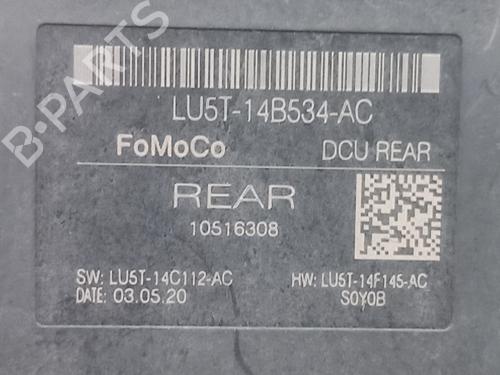 B-PARTS
LU5T-14B534-AC
FoMoCo DCU REAR
REAR
10516308
SW: LU5T-14C112-AC HW: LU5T-14F145-AC
DATE: 03.05.20 S0Y0B